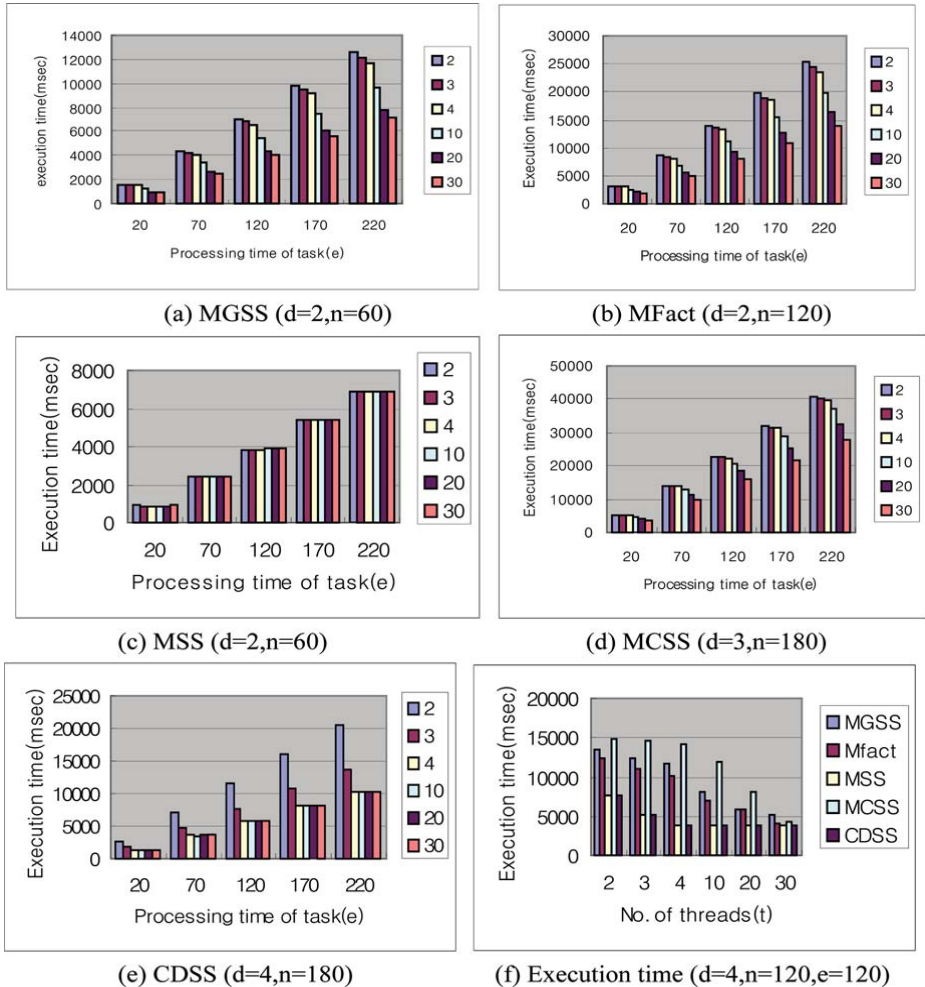 14000
12000
10000
8000
6000
4000
2000
0
execution time(msec)
20 70 120 170 220
Processing time of task(e)
2
3
4
10
20
30
(a) MGSS (d=2,n=60)
30000
25000
20000
15000
10000
5000
0
Execution time(msec)
20 70 120 170 220
Processing time of task(e)
2
3
4
10
20
30
(b) MFact (d=2,n=120)
8000
6000
4000
2000
0
Execution time(msec)
20 70 120 170 220
Processing time of task(e)
2
3
4
10
20
30
(c) MSS (d=2,n=60)
50000
40000
30000
20000
10000
0
Execution time(msec)
20 70 120 170 220
Processing time of task(e)
2
3
4
10
20
30
(d) MCSS (d=3,n=180)
25000
20000
15000
10000
5000
0
Execution time(msec)
20 70 120 170 220
Processing time of task(e)
2
3
4
10
20
30
(e) CDSS (d=4,n=180)
20000
15000
10000
5000
0
Execution time(msec)
2 3 4 10 20 30
No. of threads(t)
MGSS
Mfact
MSS
MCSS
CDSS
(f) Execution time (d=4,n=120,e=120)